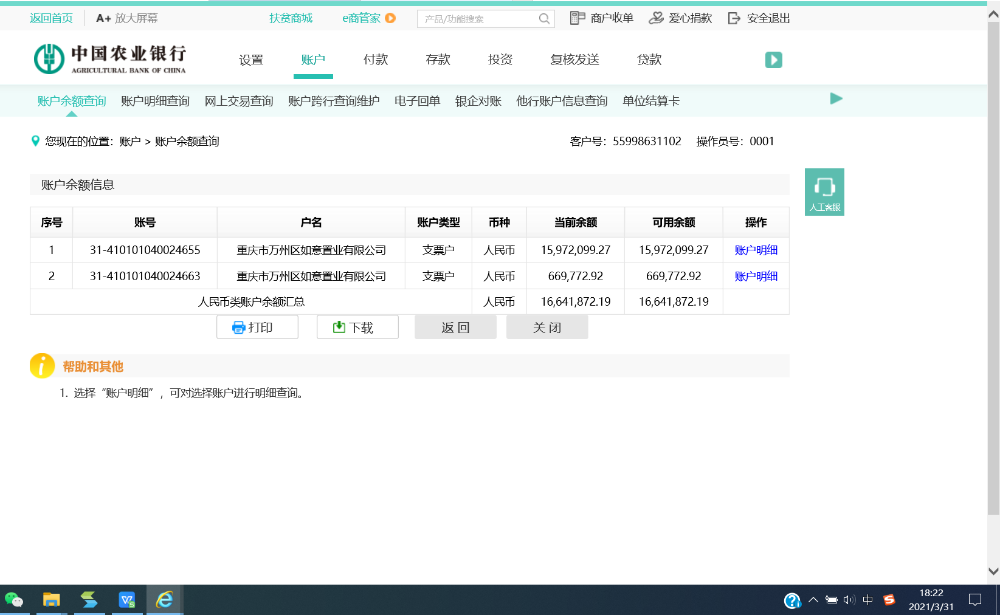 返回首页 A+ 放大屏幕 扶贫商城 e商管家 产品/功能搜索 商户收单 爱心捐款 安全退出
中国农业银行
AGRICULTURAL BANK OF CHINA
设置 账户 付款 存款 投资 复核发送 贷款
账户余额查询 账户明细查询 网上交易查询 账户跨行查询维护 电子回单 银企对账 他行账户信息查询 单位结算卡
您现在的位置：账户 > 账户余额查询 客户号：55998631102 操作员号：0001
账户余额信息
人工客服
序号 账号 户名 账户类型 币种 当前余额 可用余额 操作
1 31-410101040024655 重庆市万州区如意置业有限公司 支票户 人民币 15,972,099.27 15,972,099.27 账户明细
2 31-410101040024663 重庆市万州区如意置业有限公司 支票户 人民币 669,772.92 669,772.92 账户明细
人民币类账户余额汇总 人民币 16,641,872.19 16,641,872.19
打印 下载 返 回 关 闭
帮助和其他
1. 选择“账户明细”，可对选择账户进行明细查询。
中 18:22
2021/3/31